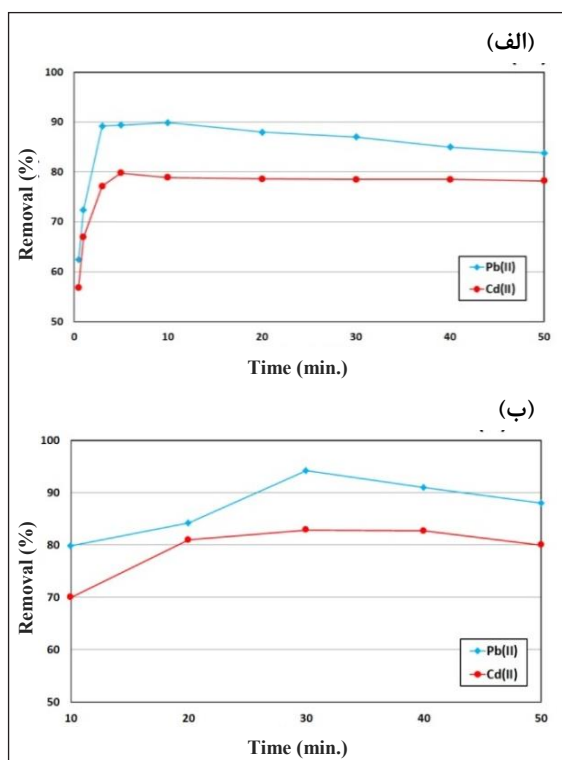 (الف)
100
90
80
70
60
50
Removal (%)
Pb(II)
Cd(II)
0 10 20 30 40 50
Time (min.)
(ب)
100
90
80
70
60
50
Removal (%)
Pb(II)
Cd(II)
10 20 30 40 50
Time (min.)